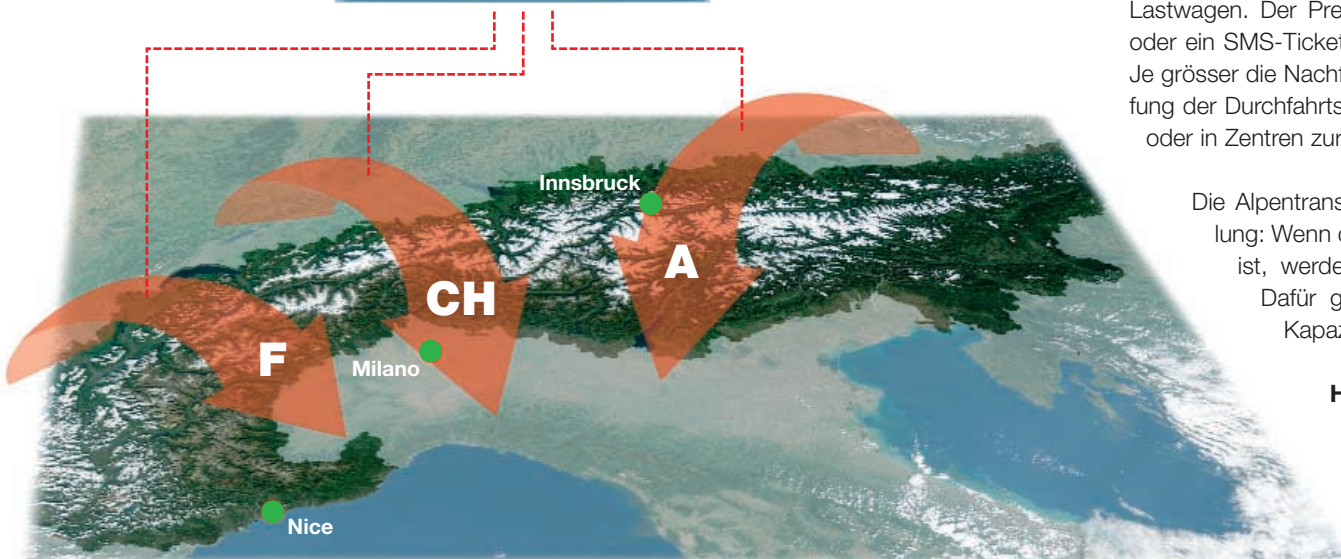 Lastwagen. Der Pre
oder ein SMS-Ticket
Je grösser die Nachf
fung der Durchfahrts
oder in Zentren zur
Die Alpentrans
lung: Wenn d
ist, werde
Dafür g
Kapaz
H
Innsbruck
A
CH
F
Milano
Nice